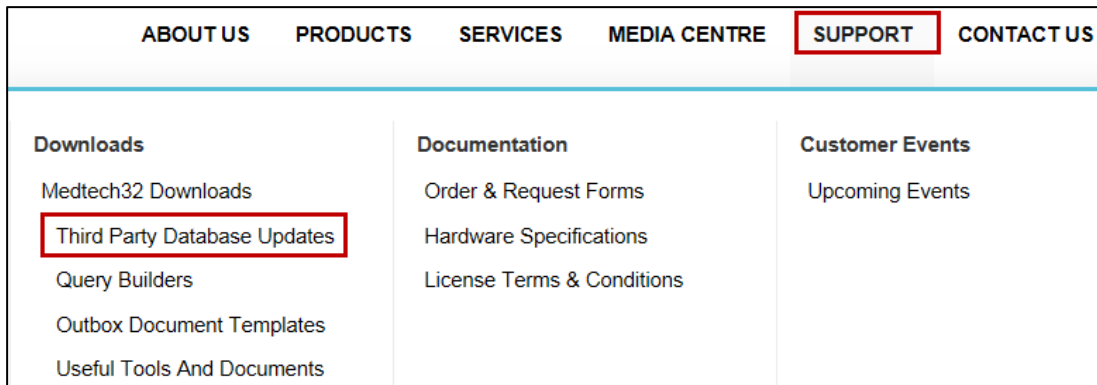 ABOUT US PRODUCTS SERVICES MEDIA CENTRE SUPPORT CONTACT US
Downloads
Medtech32 Downloads
Third Party Database Updates
Query Builders
Outbox Document Templates
Useful Tools And Documents
Documentation
Order & Request Forms
Hardware Specifications
License Terms & Conditions
Customer Events
Upcoming Events